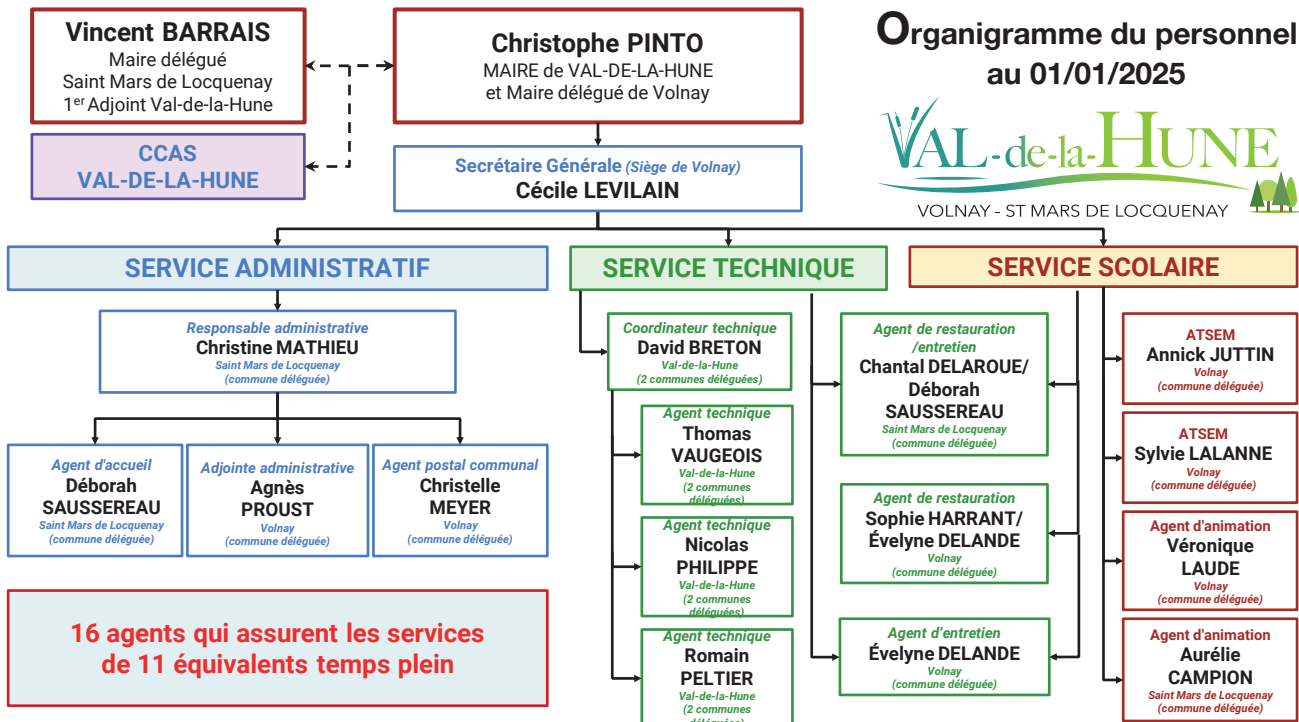 Vincent BARRAIS
Maire délégué
Saint Mars de Locquenay
1er Adjoint Val-de-la-Hune
Christophe PINTO
MAIRE de VAL-DE-LA-HUNE
et Maire délégué de Volnay
Organigramme du personnel
au 01/01/2025
VAL-de-la-HUNE
VOLNAY - ST MARS DE LOCQUENAY
CCAS
VAL-DE-LA-HUNE
Secrétaire Générale (Siège de Volnay)
Cécile LEVILAIN
SERVICE ADMINISTRATIF
Responsable administrative
Christine MATHIEU
Saint Mars de Locquenay
(commune déléguée)
Agent d'accueil
Déborah
SAUSSEREAU
Saint Mars de Locquenay
(commune déléguée)
Adjointe administrative
Agnès
PROUST
Volnay
(commune déléguée)
Agent postal communal
Christelle
MEYER
Volnay
(commune déléguée)
16 agents qui assurent les services
de 11 équivalents temps plein
SERVICE TECHNIQUE
Coordinateur technique
David BRETON
Val-de-la-Hune
(2 communes déléguées)
Agent technique
Thomas
VAUGEOIS
Val-de-la-Hune
(2 communes
déléguées)
Agent technique
Nicolas
PHILIPPE
Val-de-la-Hune
(2 communes
déléguées)
Agent technique
Romain
PELTIER
Val-de-la-Hune
(2 communes
déléguées)
Agent de restauration
/entretien
Chantal DELAROUE/
Déborah
SAUSSEREAU
Saint Mars de Locquenay
(commune déléguée)
Agent de restauration
Sophie HARRANT/
Évelyne DELANDE
Volnay
(commune déléguée)
Agent d’entretien
Évelyne DELANDE
Volnay
(commune déléguée)
SERVICE SCOLAIRE
ATSEM
Annick JUTTIN
Volnay
(commune déléguée)
ATSEM
Sylvie LALANNE
Volnay
(commune déléguée)
Agent d'animation
Véronique
LAUDE
Volnay
(commune déléguée)
Agent d'animation
Aurélie
CAMPION
Saint Mars de Locquenay
(commune déléguée)